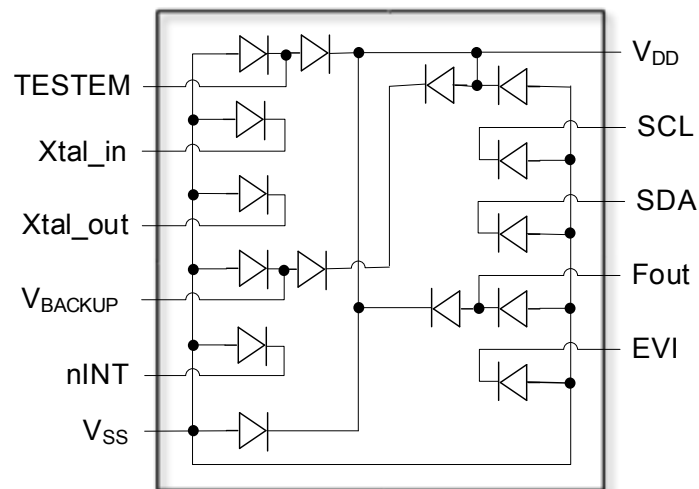 TESTEM
Xtal_in
Xtal_out
VBACKUP
nINT
VSS
VDD
SCL
SDA
Fout
EVI